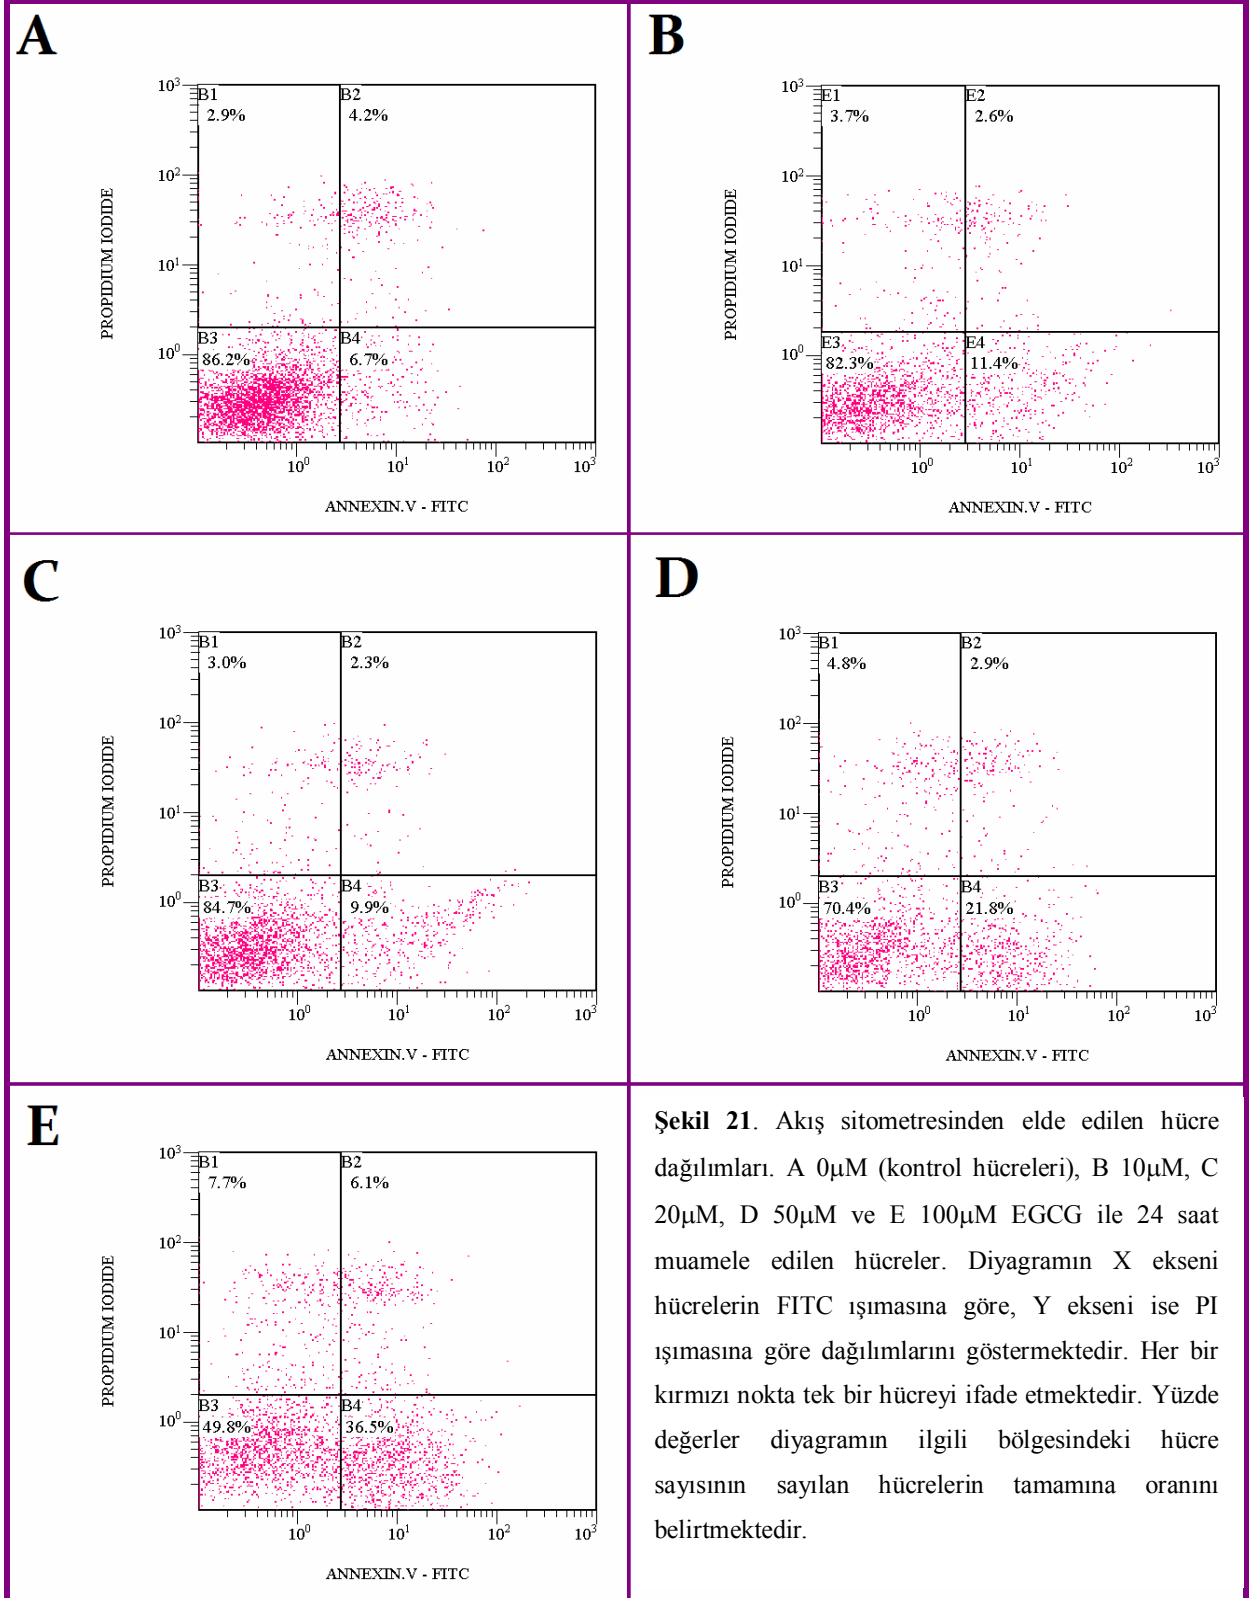 A
10³
B1
B2
2.9%
4.2%
10²
PROPIDIUM IODIDE
10¹
B3
B4
10⁰
86.2%
6.7%
10⁰ 10¹ 10² 10³
ANNEXIN.V - FITC
B
10³
E1
E2
3.7%
2.6%
10²
PROPIDIUM IODIDE
10¹
E3
E4
10⁰
82.3%
11.4%
10⁰ 10¹ 10² 10³
ANNEXIN.V - FITC
C
10³
B1
B2
3.0%
2.3%
10²
PROPIDIUM IODIDE
10¹
B3
B4
10⁰
84.7%
9.9%
10⁰ 10¹ 10² 10³
ANNEXIN.V - FITC
D
10³
B1
B2
4.8%
2.9%
10²
PROPIDIUM IODIDE
10¹
B3
B4
10⁰
70.4%
21.8%
10⁰ 10¹ 10² 10³
ANNEXIN.V - FITC
E
10³
B1
B2
7.7%
6.1%
10²
PROPIDIUM IODIDE
10¹
B3
B4
10⁰
49.8%
36.5%
10⁰ 10¹ 10² 10³
ANNEXIN.V - FITC
Şekil 21. Akış sitometresinden elde edilen hücre
dağılımları. A 0µM (kontrol hücreleri), B 10µM, C
20µM, D 50µM ve E 100µM EGCG ile 24 saat
muamele edilen hücreler. Diyagramın X ekseni
hücrelerin FITC ışımasına göre, Y ekseni ise PI
ışımasına göre dağılımlarını göstermektedir. Her bir
kırmızı nokta tek bir hücreyi ifade etmektedir. Yüzde
değerler diyagramın ilgili bölgesindeki hücre
sayısının sayılan hücrelerin tamamına oranını
belirtmektedir.